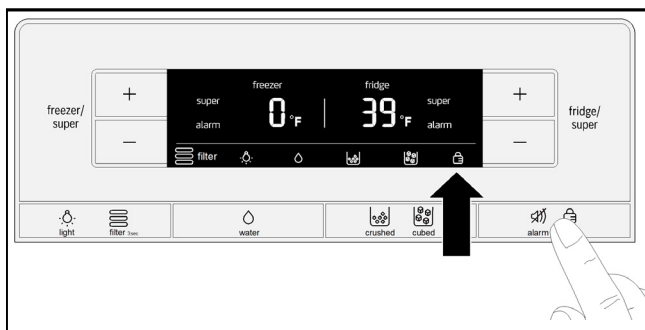 freezer fridge
super super
0 °F 39 °F
alarm alarm
filter
freezer/
super
+
−
+
−
fridge/
super
light
filter 3sec
water
crushed
cubed
alarm